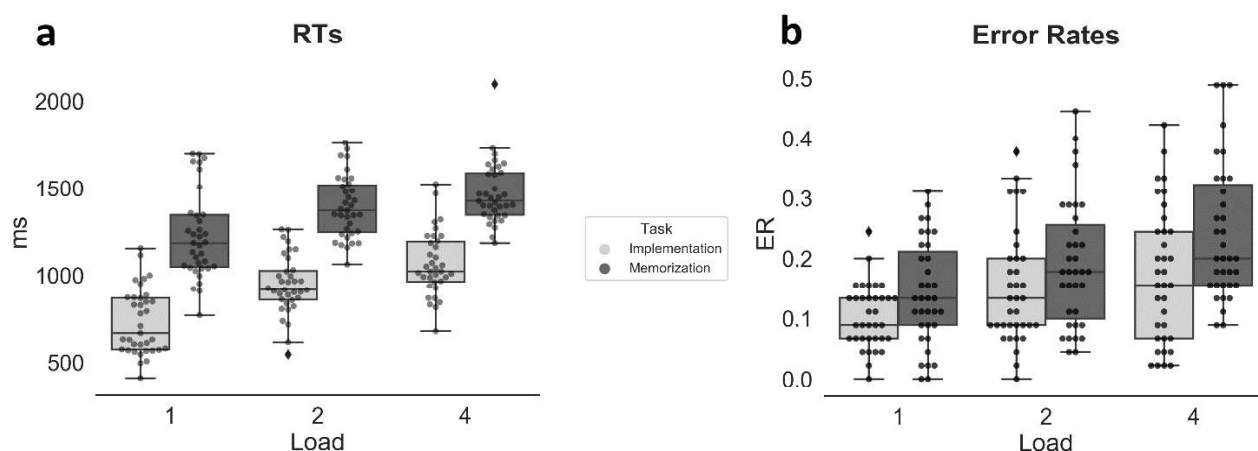 a
RTs
ms
2000
1500
1000
500
1 2 4
Load
Task
Implementation
Memorization
b
Error Rates
ER
0.5
0.4
0.3
0.2
0.1
0.0
1 2 4
Load